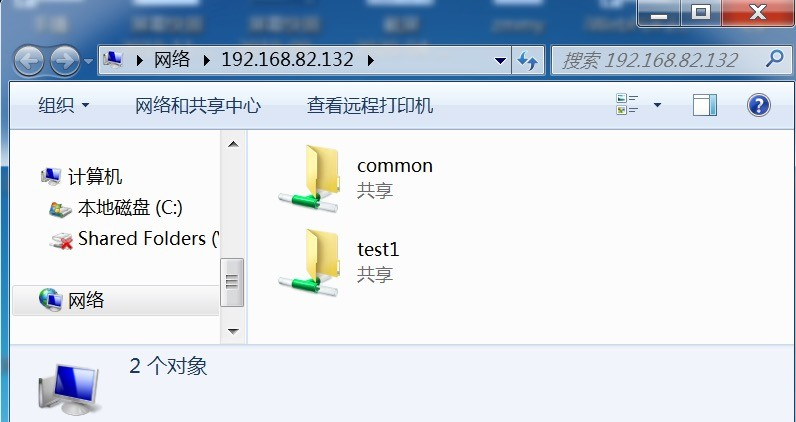 网络 192.168.82.132
搜索 192.168.82.132
组织 网络和共享中心 查看远程打印机
计算机
本地磁盘 (C:)
Shared Folders (
网络
common
共享
test1
共享
2 个对象